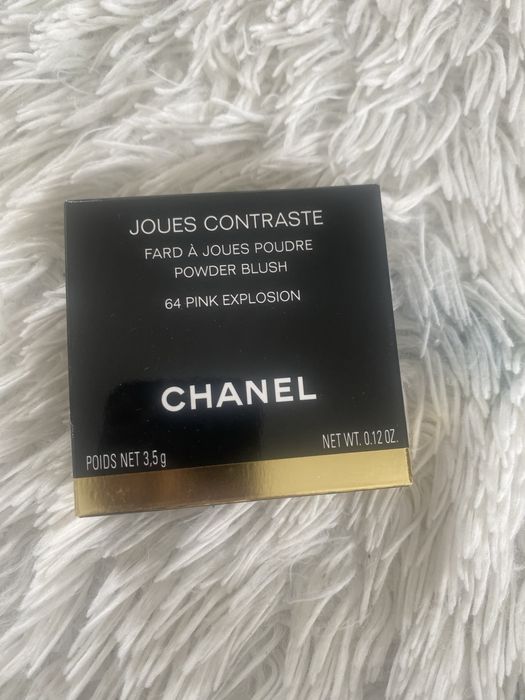 JOUES CONTRASTE
FARD À JOUES POUDRE
POWDER BLUSH
64 PINK EXPLOSION
CHANEL
POIDS NET 3,5g NET WT. 0.12 OZ.